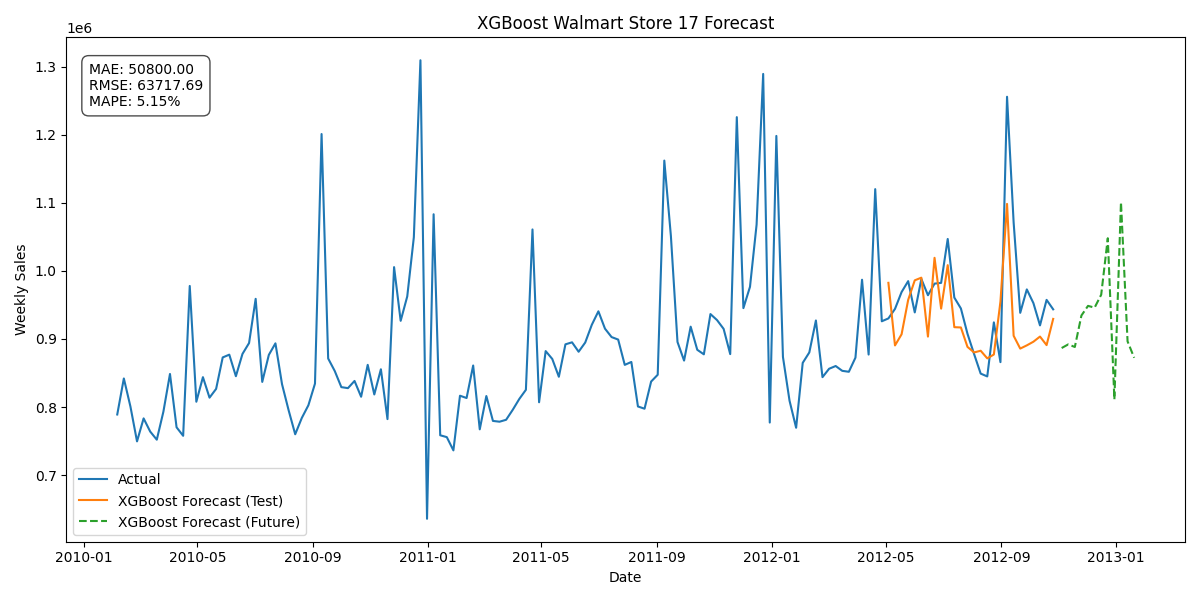 XGBoost Walmart Store 17 Forecast
1e6
MAE: 50800.00
RMSE: 63717.69
MAPE: 5.15%
1.3
1.2
1.1
1.0
0.9
0.8
0.7
Weekly Sales
Actual
XGBoost Forecast (Test)
XGBoost Forecast (Future)
2010-01 2010-05 2010-09 2011-01 2011-05 2011-09 2012-01 2012-05 2012-09 2013-01
Date